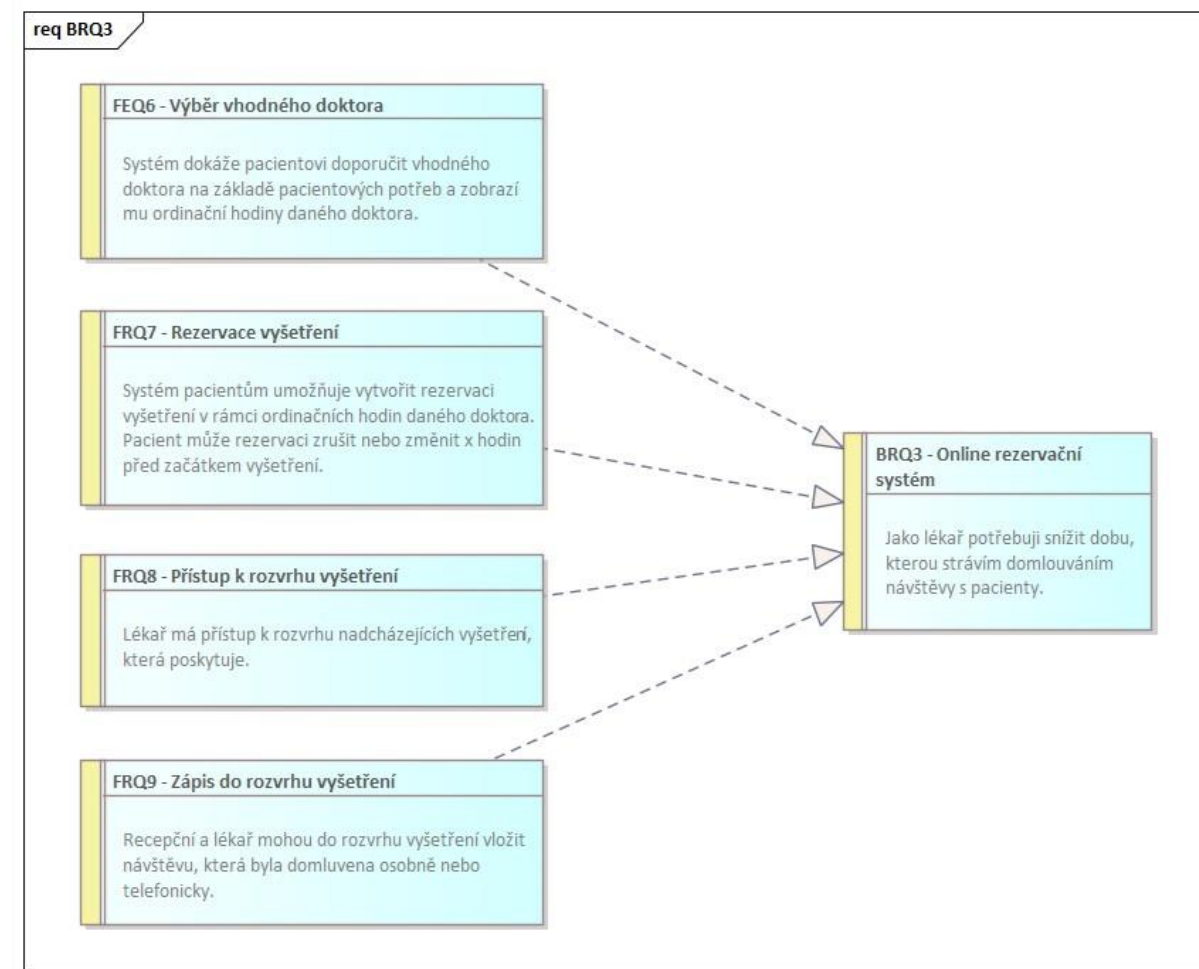 req BRQ3
FEQ6 - Výběr vhodného doktora
Systém dokáže pacientovi doporučit vhodného
doktora na základě pacientových potřeb a zobrazí
mu ordinační hodiny daného doktora.
FRQ7 - Rezervace vyšetření
Systém pacientům umožňuje vytvořit rezervaci
vyšetření v rámci ordinačních hodin daného doktora.
Pacient může rezervaci zrušit nebo změnit x hodin
před začátkem vyšetření.
FRQ8 - Přístup k rozvrhu vyšetření
Lékař má přístup k rozvrhu nadcházejících vyšetření,
která poskytuje.
FRQ9 - Zápis do rozvrhu vyšetření
Recepční a lékař mohou do rozvrhu vyšetření vložit
návštěvu, která byla domluvena osobně nebo
telefonicky.
BRQ3 - Online rezervační
systém
Jako lékař potřebuji snížit dobu,
kterou strávím domlouváním
návštěvy s pacienty.